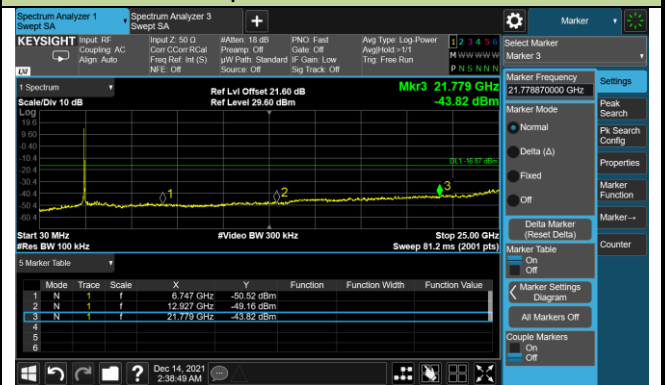 Spectrum Analyzer 1
Swept SA
Spectrum Analyzer 3
Swept SA
+
Marker
KEYSIGHT
Input: RF
Coupling: AC
Align: Auto
Input Z: 50 Ω
Corr CCorr RCal
Freq Ref: Int (S)
NFE: Off
#Atten: 18 dB
Preamp: Off
µW Path: Standard
Source: Off
PNO: Fast
Gate: Off
IF Gain: Low
Sig Track: Off
Avg Type: Log-Power
Avg|Hold:>1/1
Trig: Free Run
1 2 3 4 5 6
M W W W W W
P N S N N N
LXI
Select Marker
Marker 3
1 Spectrum
Scale/Div 10 dB
Ref Lvl Offset 21.60 dB
Ref Level 29.60 dBm
Mkr3 21.779 GHz
-43.82 dBm
Log
19.6
9.60
-0.40
-10.4
-20.4
-30.4
-40.4
-50.4
-60.4
DL1 -16.87 dBm
1
2
3
Start 30 MHz
#Res BW 100 kHz
#Video BW 300 kHz
Stop 25.00 GHz
Sweep 81.2 ms (2001 pts)
5 Marker Table
Mode Trace Scale X Y Function Function Width Function Value
1 N 1 f 6.747 GHz -50.52 dBm
2 N 1 f 12.927 GHz -49.16 dBm
3 N 1 f 21.779 GHz -43.82 dBm
4
5
6
Marker Frequency
21.778870000 GHz
Marker Mode
Normal
Delta (Δ)
Fixed
Off
Delta Marker
(Reset Delta)
Marker Table
On
Off
Marker Settings
Diagram
All Markers Off
Couple Markers
On
Off
Settings
Peak
Search
Pk Search
Config
Properties
Marker
Function
Marker→
Counter
?
Dec 14, 2021
2:38:49 AM